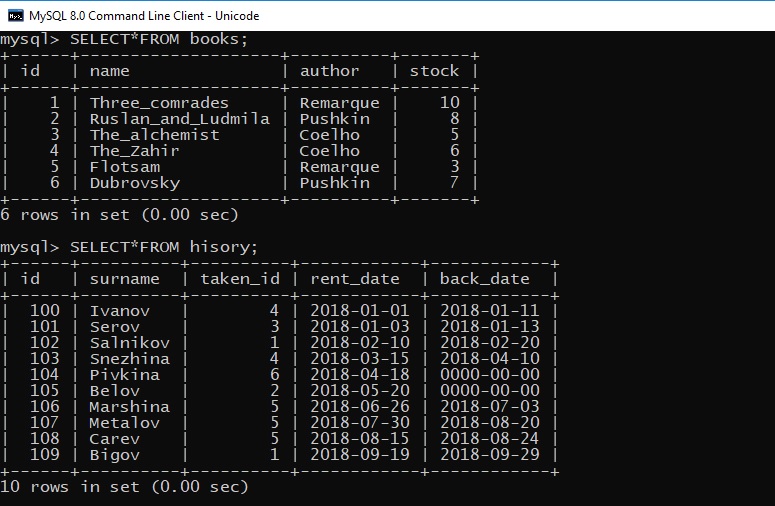 MySQL 8.0 Command Line Client - Unicode
mysql> SELECT*FROM books;
+------+--------------------+----------+-------+
| id   | name               | author   | stock |
+------+--------------------+----------+-------+
|    1 | Three_comrades     | Remarque |    10 |
|    2 | Ruslan_and_Ludmila | Pushkin  |     8 |
|    3 | The_alchemist      | Coelho   |     5 |
|    4 | The_Zahir          | Coelho   |     6 |
|    5 | Flotsam            | Remarque |     3 |
|    6 | Dubrovsky          | Pushkin  |     7 |
+------+--------------------+----------+-------+
6 rows in set (0.00 sec)
mysql> SELECT*FROM hisory;
+------+----------+----------+------------+------------+
| id   | surname  | taken_id | rent_date  | back_date  |
+------+----------+----------+------------+------------+
|  100 | Ivanov   |        4 | 2018-01-01 | 2018-01-11 |
|  101 | Serov    |        3 | 2018-01-03 | 2018-01-13 |
|  102 | Salnikov |        1 | 2018-02-10 | 2018-02-20 |
|  103 | Snezhina |        4 | 2018-03-15 | 2018-04-10 |
|  104 | Pivkina  |        6 | 2018-04-18 | 0000-00-00 |
|  105 | Belov    |        2 | 2018-05-20 | 0000-00-00 |
|  106 | Marshina |        5 | 2018-06-26 | 2018-07-03 |
|  107 | Metalov  |        5 | 2018-07-30 | 2018-08-20 |
|  108 | Carev    |        5 | 2018-08-15 | 2018-08-24 |
|  109 | Bigov    |        1 | 2018-09-19 | 2018-09-29 |
+------+----------+----------+------------+------------+
10 rows in set (0.00 sec)